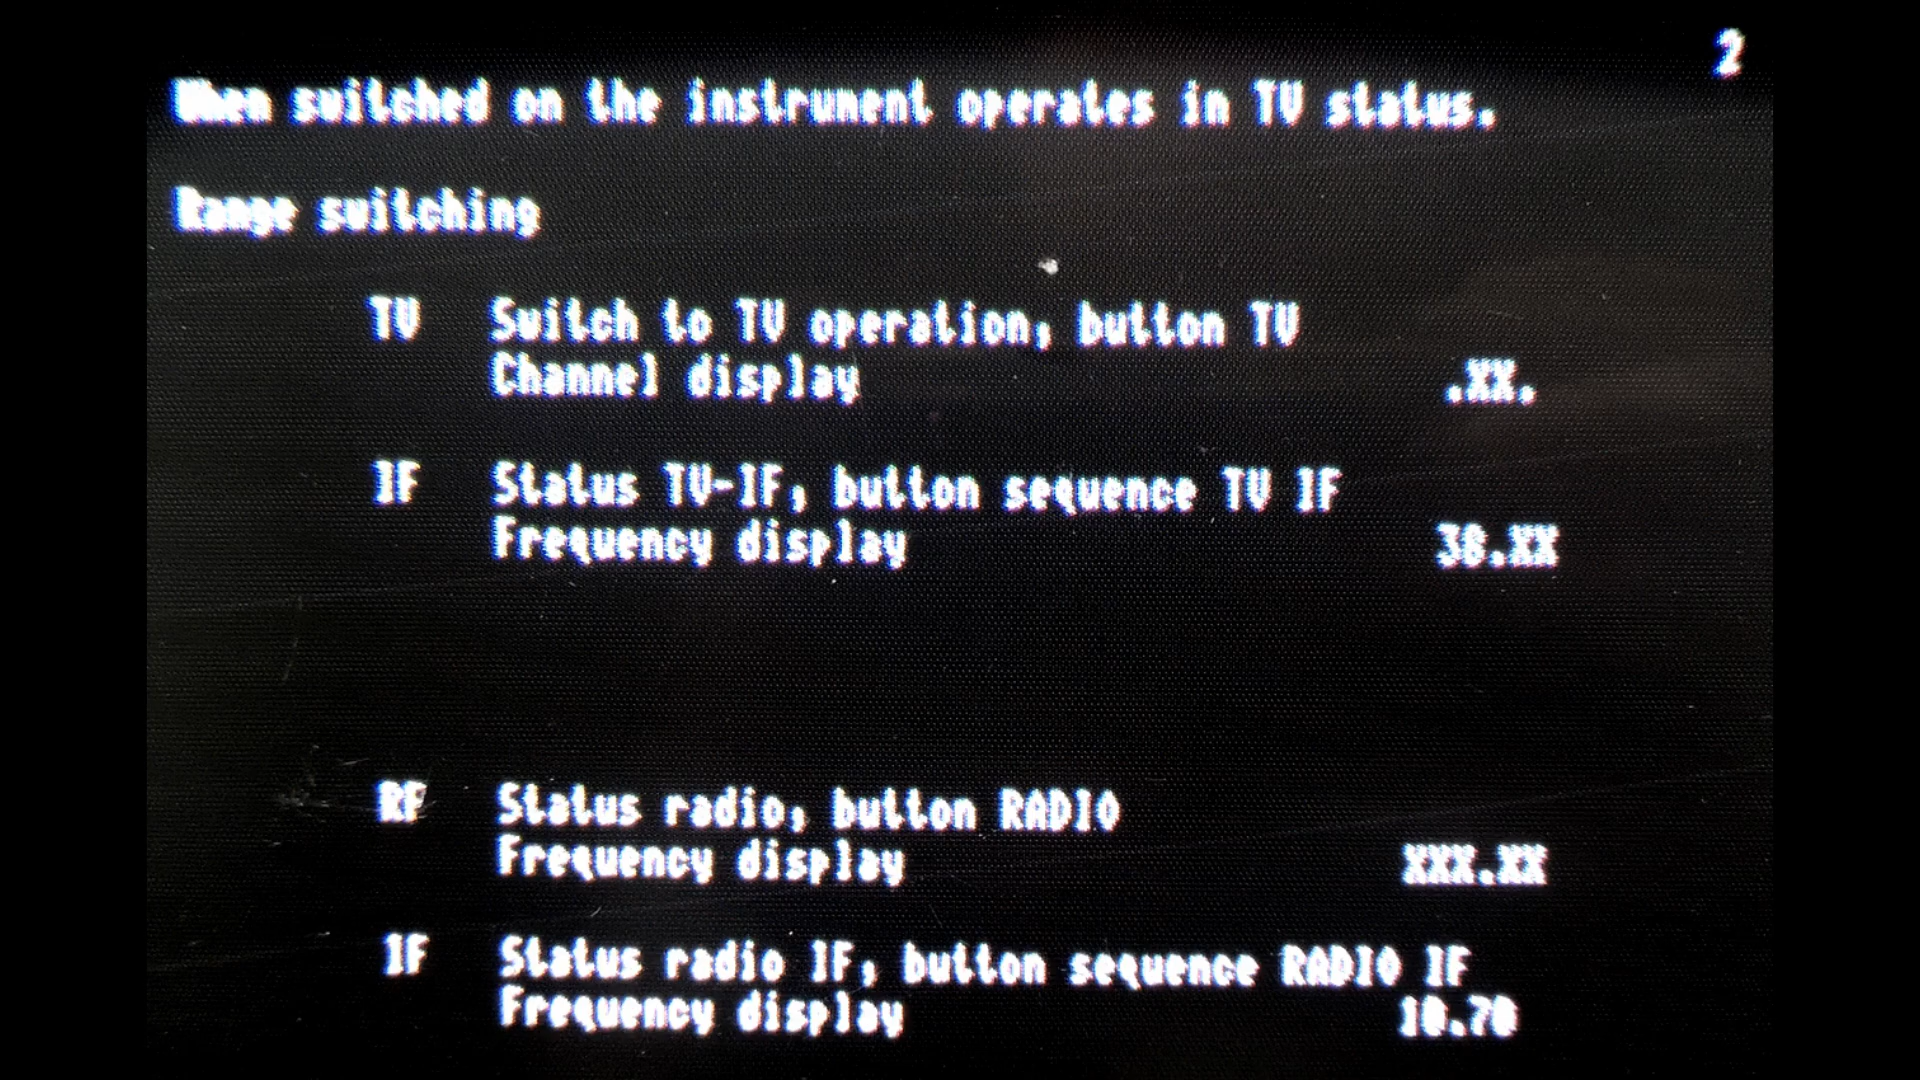 2
When switched on the instrument operates in TV status.
Range switching
TV Switch to TV operation, button TV
Channel display .XX.
IF Status TV-IF, button sequence TV IF
Frequency display 38.XX
RF Status radio, button RADIO
Frequency display XXX.XX
IF Status radio IF, button sequence RADIO IF
Frequency display 10.70